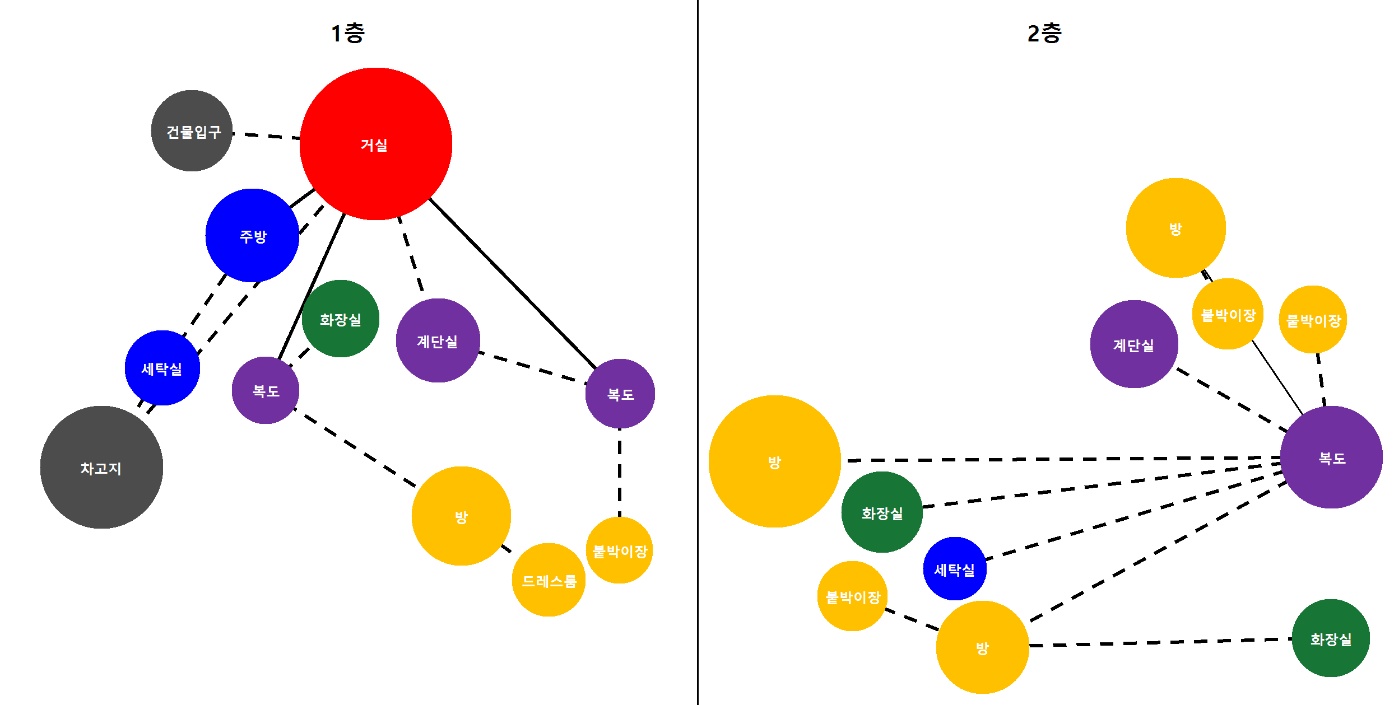 1층
건물입구
거실
주방
화장실
계단실
세탁실
복도
복도
차고지
방
드레스룸
붙박이장
2층
방
붙박이장
붙박이장
계단실
복도
방
화장실
세탁실
붙박이장
방
화장실